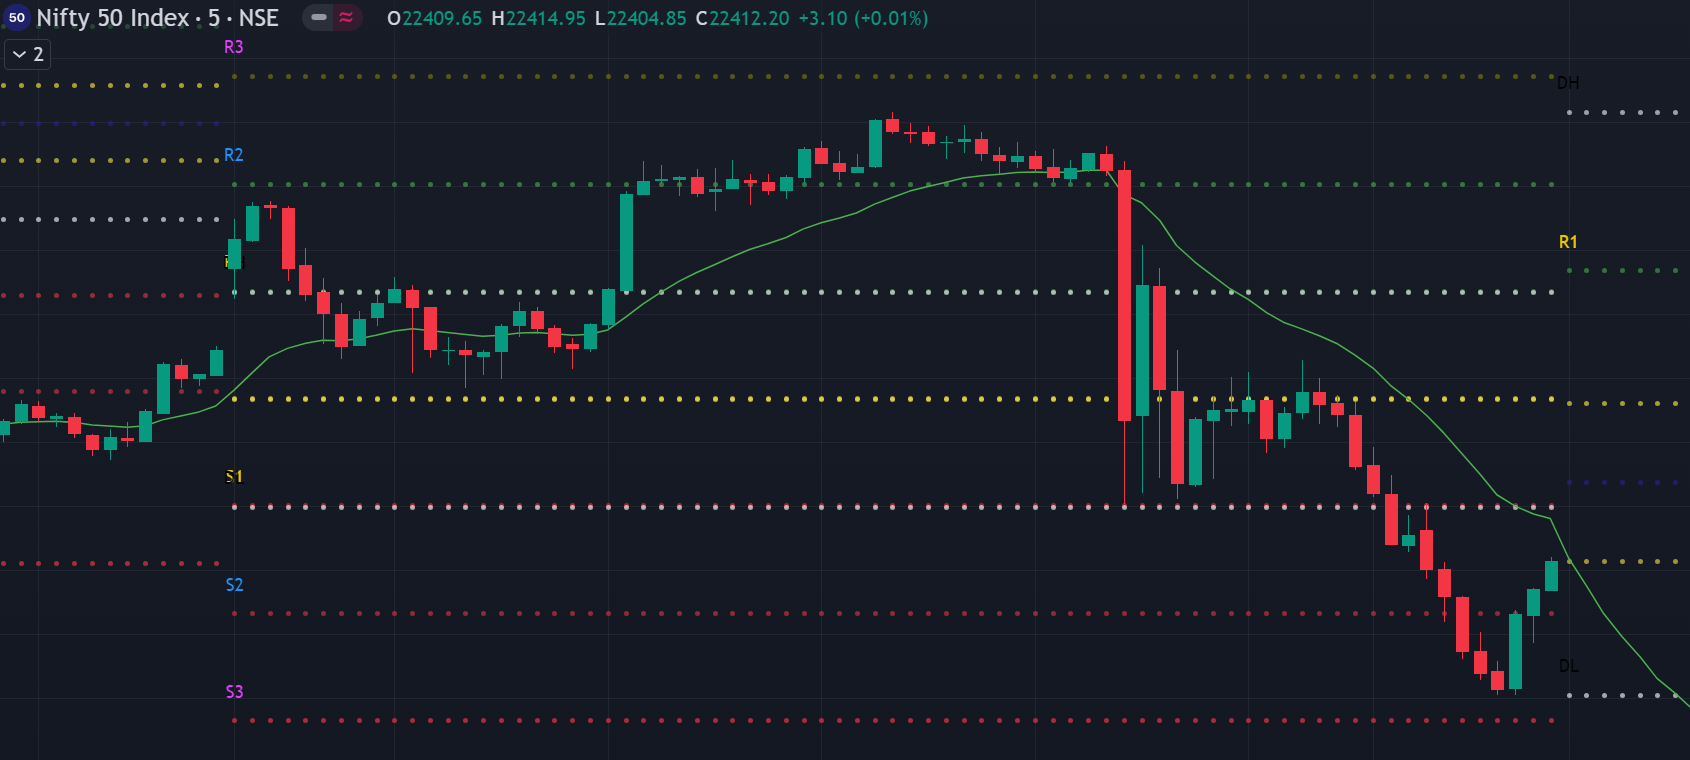 50 Nifty 50 Index · 5 · NSE O22409.65 H22414.95 L22404.85 C22412.20 +3.10 (+0.01%)
2
R3
DH
R2
R1
S1
S2
DL
S3